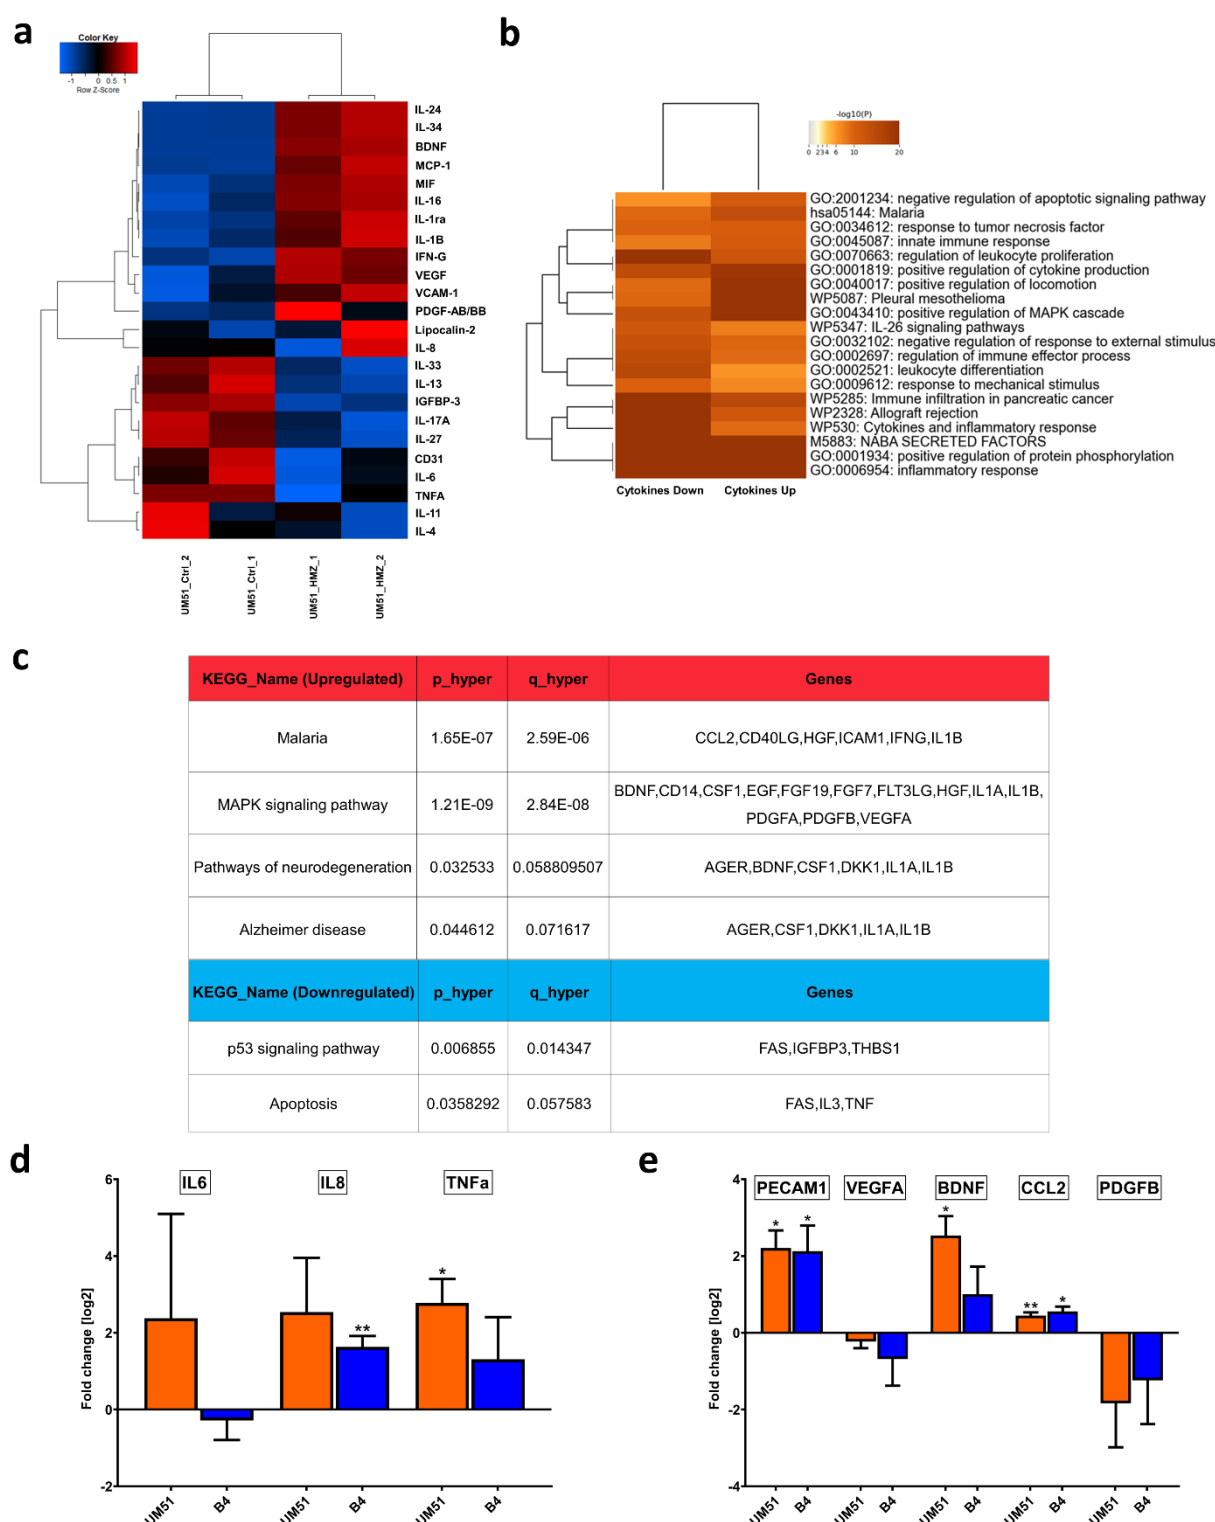 a
Color Key
-1 0 0.5 1
Row Z-Score
IL-24
IL-34
BDNF
MCP-1
MIF
IL-16
IL-1ra
IL-1B
IFN-G
VEGF
VCAM-1
PDGF-AB/BB
Lipocalin-2
IL-8
IL-33
IL-13
IGFBP-3
IL-17A
IL-27
CD31
IL-6
TNFA
IL-11
IL-4
UM51_Ctrl_2
UM51_Ctrl_1
UM51_HMZ_1
UM51_HMZ_2
b
-log10(P)
0 2 3 4 6 10 20
GO:2001234: negative regulation of apoptotic signaling pathway
hsa05144: Malaria
GO:0034612: response to tumor necrosis factor
GO:0045087: innate immune response
GO:0070663: regulation of leukocyte proliferation
GO:0001819: positive regulation of cytokine production
GO:0040017: positive regulation of locomotion
WP5087: Pleural mesothelioma
GO:0043410: positive regulation of MAPK cascade
WP5347: IL-26 signaling pathways
GO:0032102: negative regulation of response to external stimulus
GO:0002697: regulation of immune effector process
GO:0002521: leukocyte differentiation
GO:0009612: response to mechanical stimulus
WP5285: Immune infiltration in pancreatic cancer
WP2328: Allograft rejection
WP530: Cytokines and inflammatory response
M5883: NABA SECRETED FACTORS
GO:0001934: positive regulation of protein phosphorylation
GO:0006954: inflammatory response
Cytokines Down Cytokines Up
c
KEGG_Name (Upregulated) p_hyper q_hyper Genes
Malaria 1.65E-07 2.59E-06 CCL2,CD40LG,HGF,ICAM1,IFNG,IL1B
MAPK signaling pathway 1.21E-09 2.84E-08 BDNF,CD14,CSF1,EGF,FGF19,FGF7,FLT3LG,HGF,IL1A,IL1B,
PDGFA,PDGFB,VEGFA
Pathways of neurodegeneration 0.032533 0.058809507 AGER,BDNF,CSF1,DKK1,IL1A,IL1B
Alzheimer disease 0.044612 0.071617 AGER,CSF1,DKK1,IL1A,IL1B
KEGG_Name (Downregulated) p_hyper q_hyper Genes
p53 signaling pathway 0.006855 0.014347 FAS,IGFBP3,THBS1
Apoptosis 0.0358292 0.057583 FAS,IL3,TNF
d
IL6 IL8 TNFa
Fold change [log2]
6
4
2
0
-2
*
**
UM51 B4 UM51 B4 UM51 B4
e
PECAM1 VEGFA BDNF CCL2 PDGFB
Fold change [log2]
4
2
0
-2
-4
* * * ** *
UM51 B4 UM51 B4 UM51 B4 UM51 B4 UM51 B4